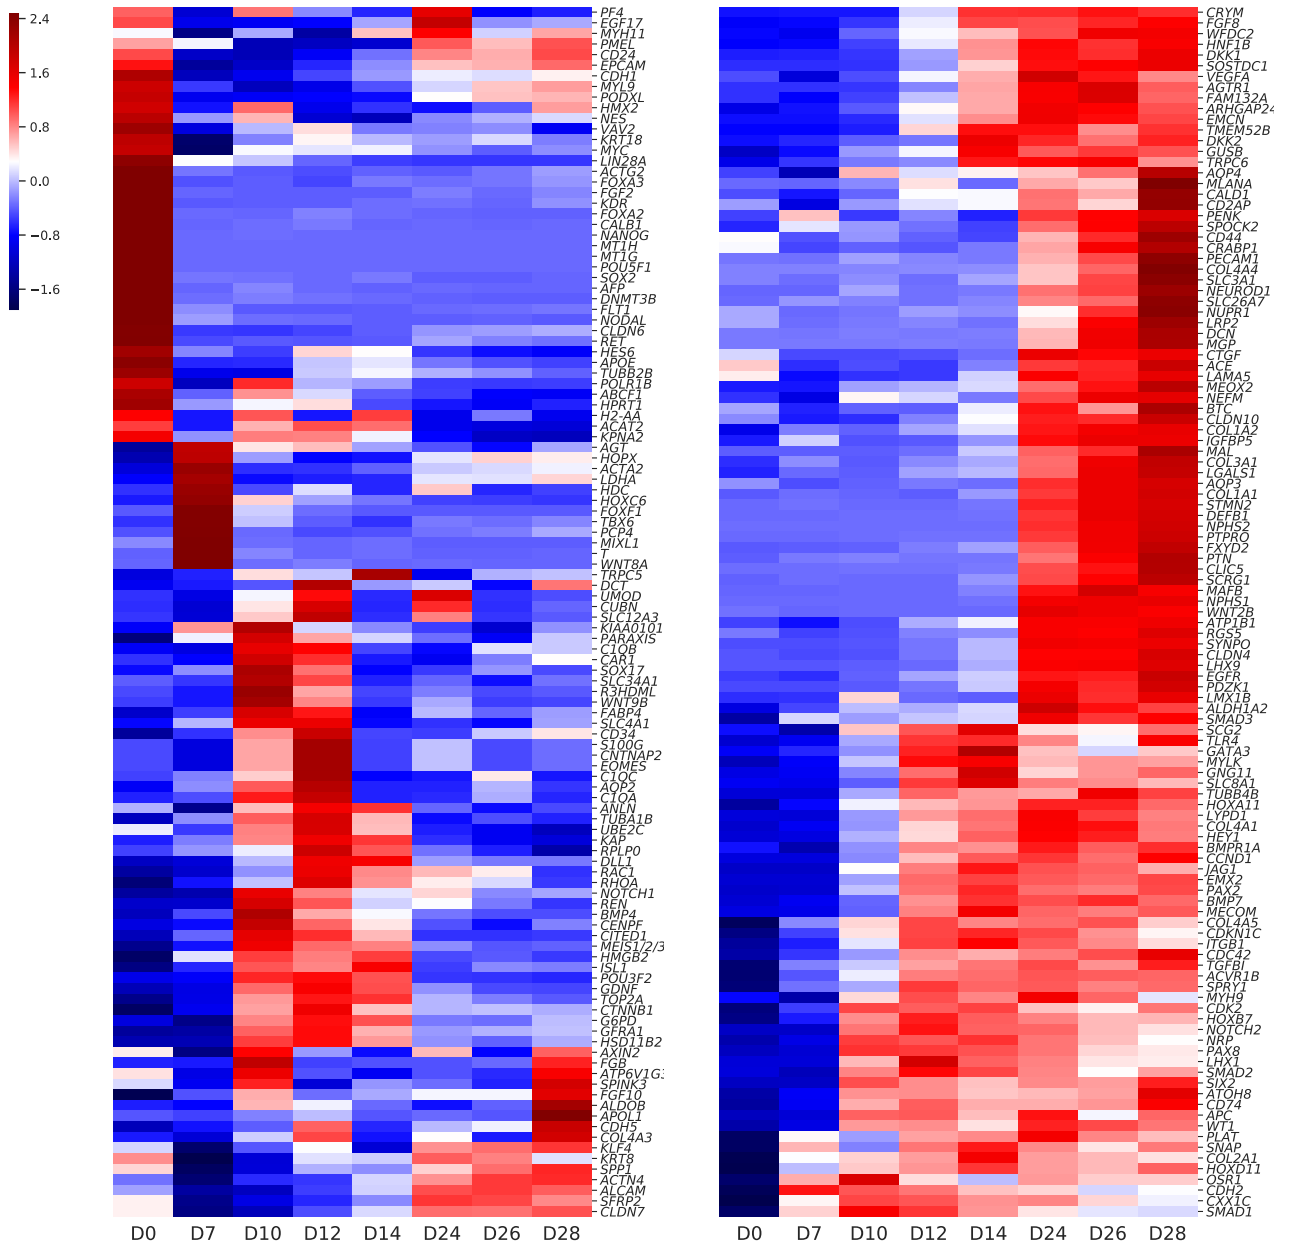 2.4
1.6
0.8
0.0
−0.8
−1.6
PF4
EGF17
MYH11
PMEL
CD24
EPCAM
CDH1
MYL9
PODXL
HMX2
NES
VAV2
KRT18
MYC
LIN28A
ACTG2
FOXA3
FGF2
KDR
FOXA2
CALB1
NANOG
MT1H
MT1G
POU5F1
SOX2
AFP
DNMT3B
FLT1
NODAL
CLDN6
RET
HES6
APOE
TUBB2B
POLR1B
ABCF1
HPRT1
H2-AA
ACAT2
KPNA2
AGT
HOPX
ACTA2
LDHA
HDC
HOXC6
FOXF1
TBX6
PCP4
MIXL1
T
WNT8A
TRPC5
DCT
UMOD
CUBN
SLC12A3
KIAA0101
PARAXIS
C1QB
CAR1
SOX17
SLC34A1
R3HDML
WNT9B
FABP4
SLC4A1
CD34
S100G
CNTNAP2
EOMES
C1QC
AQP2
C1QA
ANLN
TUBA1B
UBE2C
KAP
RPLP0
DLL1
RAC1
RHOA
NOTCH1
REN
BMP4
CENPF
CITED1
MEIS1/2/3
HMGB2
ISL1
POU3F2
GDNF
TOP2A
CTNNB1
G6PD
GFRA1
HSD11B2
AXIN2
FGB
ATP6V1G3
SPINK3
FGF10
ALDOB
APOL1
CDH5
COL4A3
KLF4
KRT8
SPP1
ACTN4
ALCAM
SFRP2
CLDN7
D0 D7 D10 D12 D14 D24 D26 D28
CRYM
FGF8
WFDC2
HNF1B
DKK1
SOSTDC1
VEGFA
AGTR1
FAM132A
ARHGAP24
EMCN
TMEM52B
DKK2
GUSB
TRPC6
AQP4
MLANA
CALD1
CD2AP
PENK
SPOCK2
CD44
CRABP1
PECAM1
COL4A4
SLC3A1
NEUROD1
SLC26A7
NUPR1
LRP2
DCN
MGP
CTGF
ACE
LAMA5
MEOX2
NEFM
BTC
CLDN10
COL1A2
IGFBP5
MAL
COL3A1
LGALS1
AQP3
COL1A1
STMN2
DEFB1
NPHS2
PTPRO
FXYD2
PTN
CLIC5
SCRG1
MAFB
NPHS1
WNT2B
ATP1B1
RGS5
SYNPO
CLDN4
LHX9
EGFR
PDZK1
LMX1B
ALDH1A2
SMAD3
SCG2
TLR4
GATA3
MYLK
GNG11
SLC8A1
TUBB4B
HOXA11
LYPD1
COL4A1
HEY1
BMPR1A
CCND1
JAG1
EMX2
PAX2
BMP7
MECOM
COL4A5
CDKN1C
ITGB1
CDC42
TGFBI
ACVR1B
SPRY1
MYH9
CDK2
HOXB7
NOTCH2
NRP
PAX8
LHX1
SMAD2
SIX2
ATOH8
CD74
APC
WT1
PLAT
SNAP
COL2A1
HOXD11
OSR1
CDH2
CXX1C
SMAD1
D0 D7 D10 D12 D14 D24 D26 D28